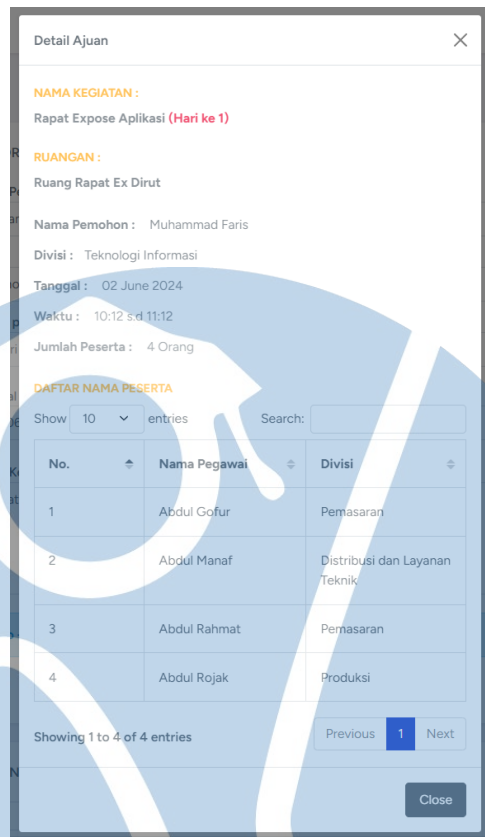 Detail Ajuan
NAMA KEGIATAN :
Rapat Expose Aplikasi (Hari ke 1)
RUANGAN :
Ruang Rapat Ex Dirut
Nama Pemohon : Muhammad Faris
Divisi : Teknologi Informasi
Tanggal : 02 June 2024
Waktu : 10:12 s.d 11:12
Jumlah Peserta : 4 Orang
DAFTAR NAMA PESERTA
Show 10 entries Search:
No. Nama Pegawai Divisi
1 Abdul Gofur Pemasaran
2 Abdul Manaf Distribusi dan Layanan
Teknik
3 Abdul Rahmat Pemasaran
4 Abdul Rojak Produksi
Showing 1 to 4 of 4 entries Previous 1 Next
Close